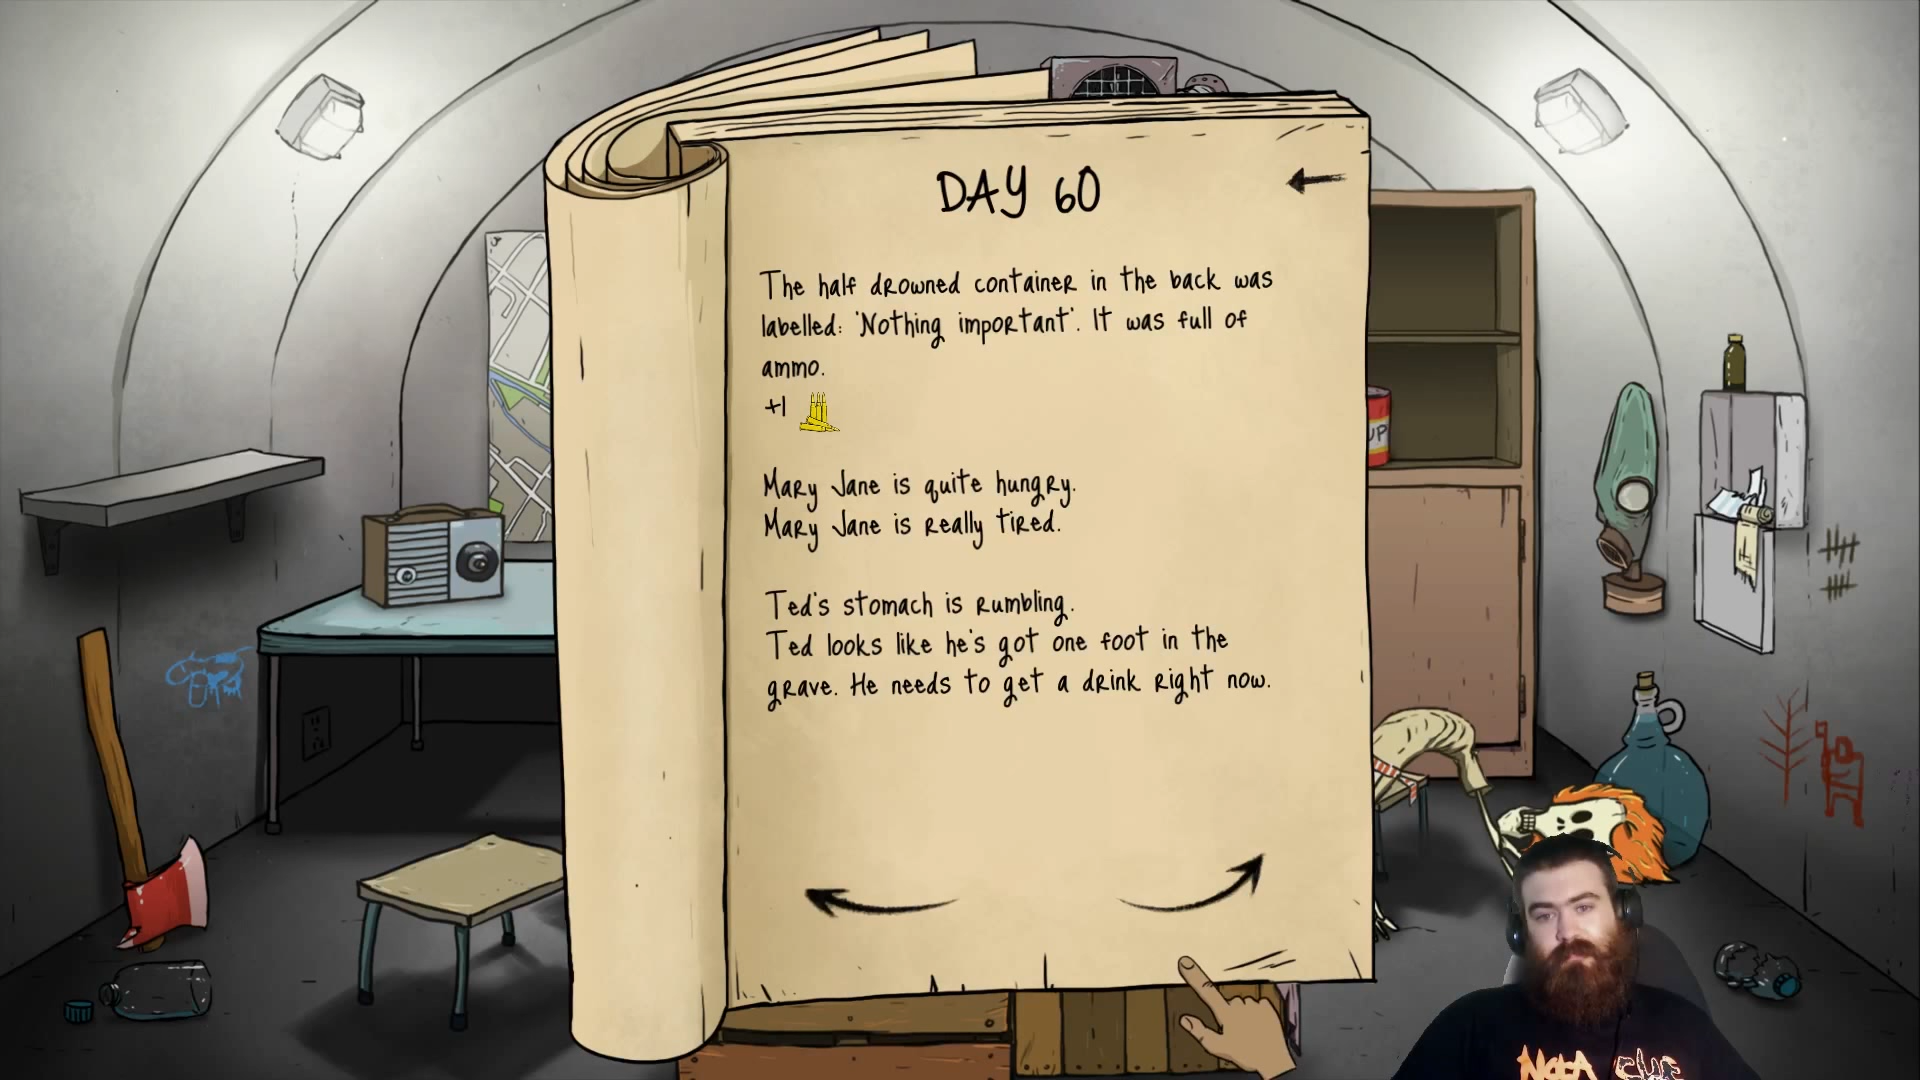 DAY 60
The half drowned container in the back was
labelled: 'Nothing important'. It was full of
ammo.
+1
Mary Jane is quite hungry.
Mary Jane is really tired.
Ted's stomach is rumbling.
Ted looks like he's got one foot in the
grave. He needs to get a drink right now.
UP